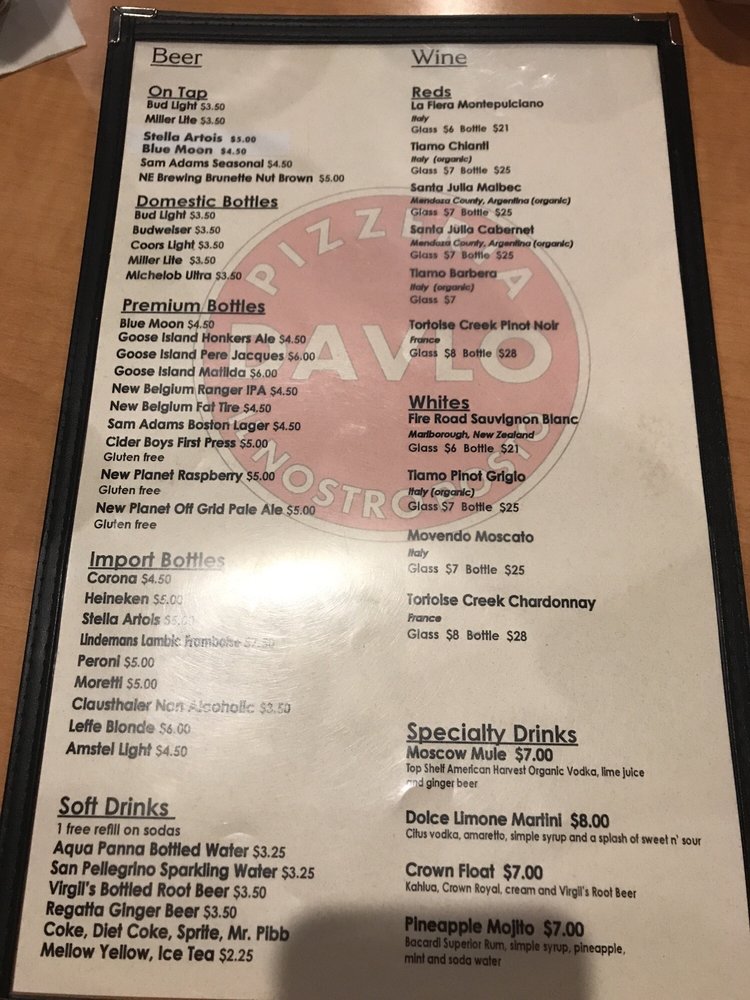 Beer
On Tap
Bud Light $3.50
Miller Lite $3.50
Stella Artois $5.00
Blue Moon $4.50
Sam Adams Seasonal $4.50
NE Brewing Brunette Nut Brown $5.00
Domestic Bottles
Bud Light $3.50
Budweiser $3.50
Coors Light $3.50
Miller Lite $3.50
Michelob Ultra $3.50
Premium Bottles
Blue Moon $4.50
Goose Island Honkers Ale $4.50
Goose Island Pere Jacques $6.00
Goose Island Matilda $6.00
New Belgium Ranger IPA $4.50
New Belgium Fat Tire $4.50
Sam Adams Boston Lager $4.50
Cider Boys First Press $5.00
Gluten free
New Planet Raspberry $5.00
Gluten free
New Planet Off Grid Pale Ale $5.00
Gluten free
Import Bottles
Corona $4.50
Heineken $5.00
Stella Artois $5.00
Lindemans Lambic Framboise $7.50
Peroni $5.00
Moretti $5.00
Clausthaler Non Alcoholic $3.50
Leffe Blonde $6.00
Amstel Light $4.50
Soft Drinks
1 free refill on sodas
Aqua Panna Bottled Water $3.25
San Pellegrino Sparkling Water $3.25
Virgil's Bottled Root Beer $3.50
Regatta Ginger Beer $3.50
Coke, Diet Coke, Sprite, Mr. Pibb
Mellow Yellow, Ice Tea $2.25
Wine
Reds
La Fiera Montepulciano
Italy
Glass $6 Bottle $21
Tiamo Chianti
Italy (organic)
Glass $7 Bottle $25
Santa Julia Malbec
Mendoza County, Argentina (organic)
Glass $7 Bottle $25
Santa Julia Cabernet
Mendoza County, Argentina (organic)
Glass $7 Bottle $25
Tiamo Barbera
Italy (organic)
Glass $7
Tortoise Creek Pinot Noir
France
Glass $8 Bottle $28
Whites
Fire Road Sauvignon Blanc
Marlborough, New Zealand
Glass $6 Bottle $21
Tiamo Pinot Grigio
Italy (organic)
Glass $7 Bottle $25
Movendo Moscato
Italy
Glass $7 Bottle $25
Tortoise Creek Chardonnay
France
Glass $8 Bottle $28
Specialty Drinks
Moscow Mule $7.00
Top Shelf American Harvest Organic Vodka, lime juice
and ginger beer
Dolce Limone Martini $8.00
Citus vodka, amaretto, simple syrup and a splash of sweet n' sour
Crown Float $7.00
Kahlua, Crown Royal, cream and Virgil's Root Beer
Pineapple Mojito $7.00
Bacardi Superior Rum, simple syrup, pineapple,
mint and soda water
PIZZETTA
PAVLO
NOSTRO